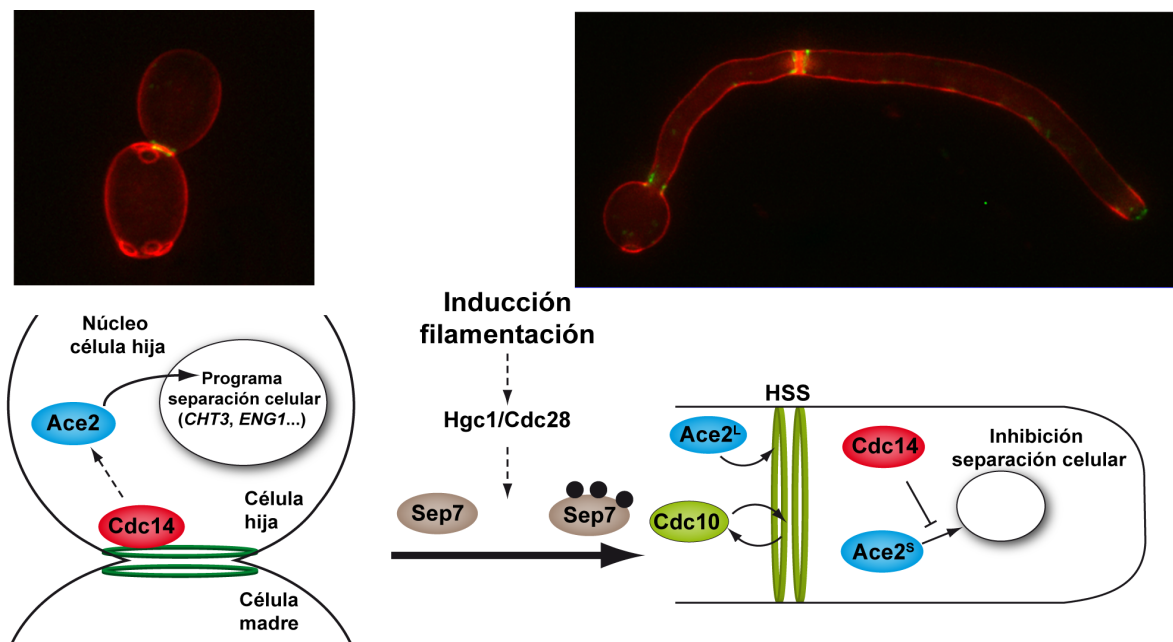 Inducción
filamentación
Hgc1/Cdc28
Sep7
Sep7
Núcleo
célula hija
Programa
separación celular
(CHT3, ENG1...)
Ace2
Cdc14
Célula
hija
Célula
madre
HSS
Ace2ᴸ
Cdc10
Cdc14
Ace2ˢ
Inhibición
separación celular